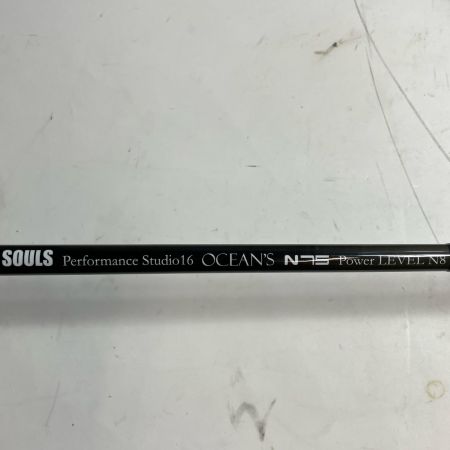 SOULS Performance Studio16 OCEAN'S N75 Power LEVEL N8